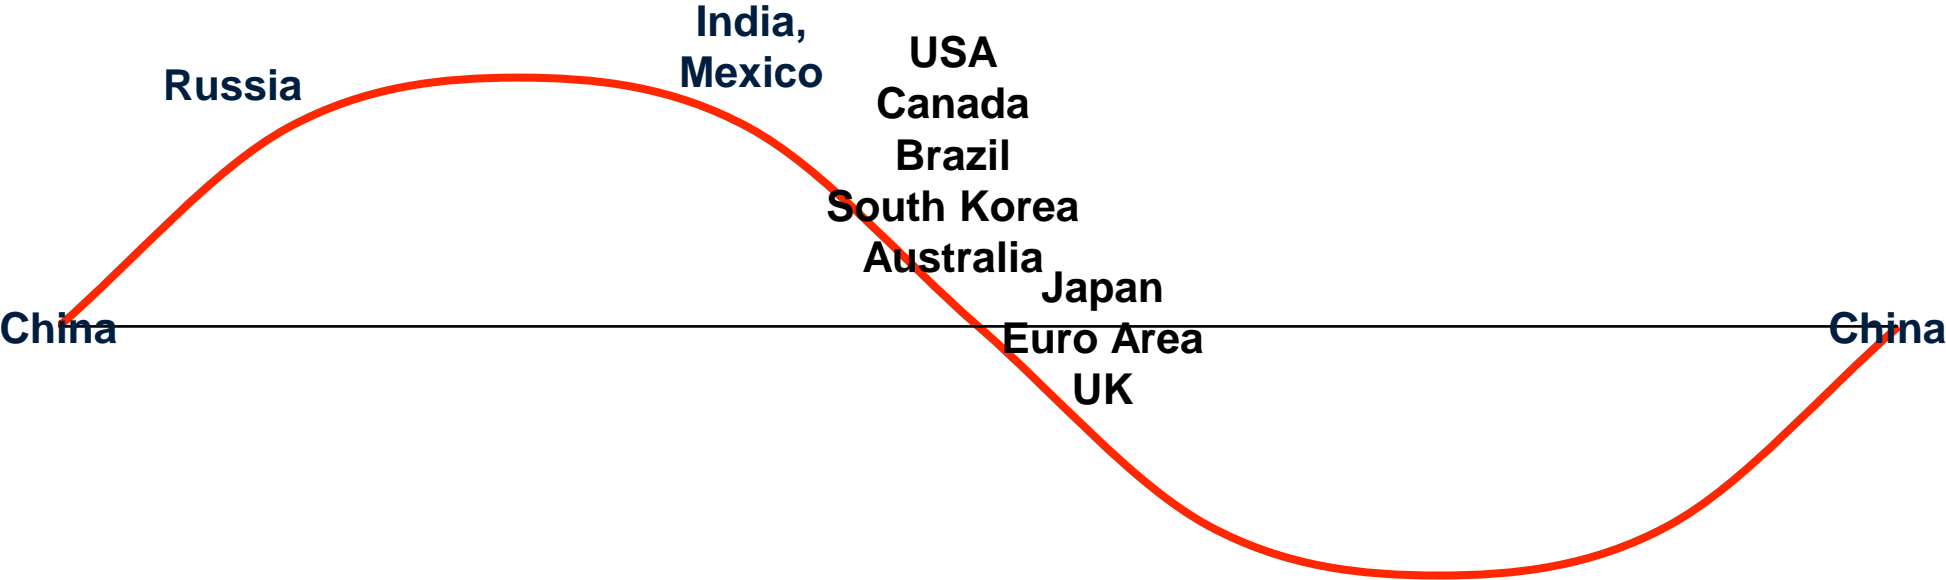 India,
Mexico
Russia
USA
Canada
Brazil
South Korea
Australia
Japan
Euro Area
UK
China
China